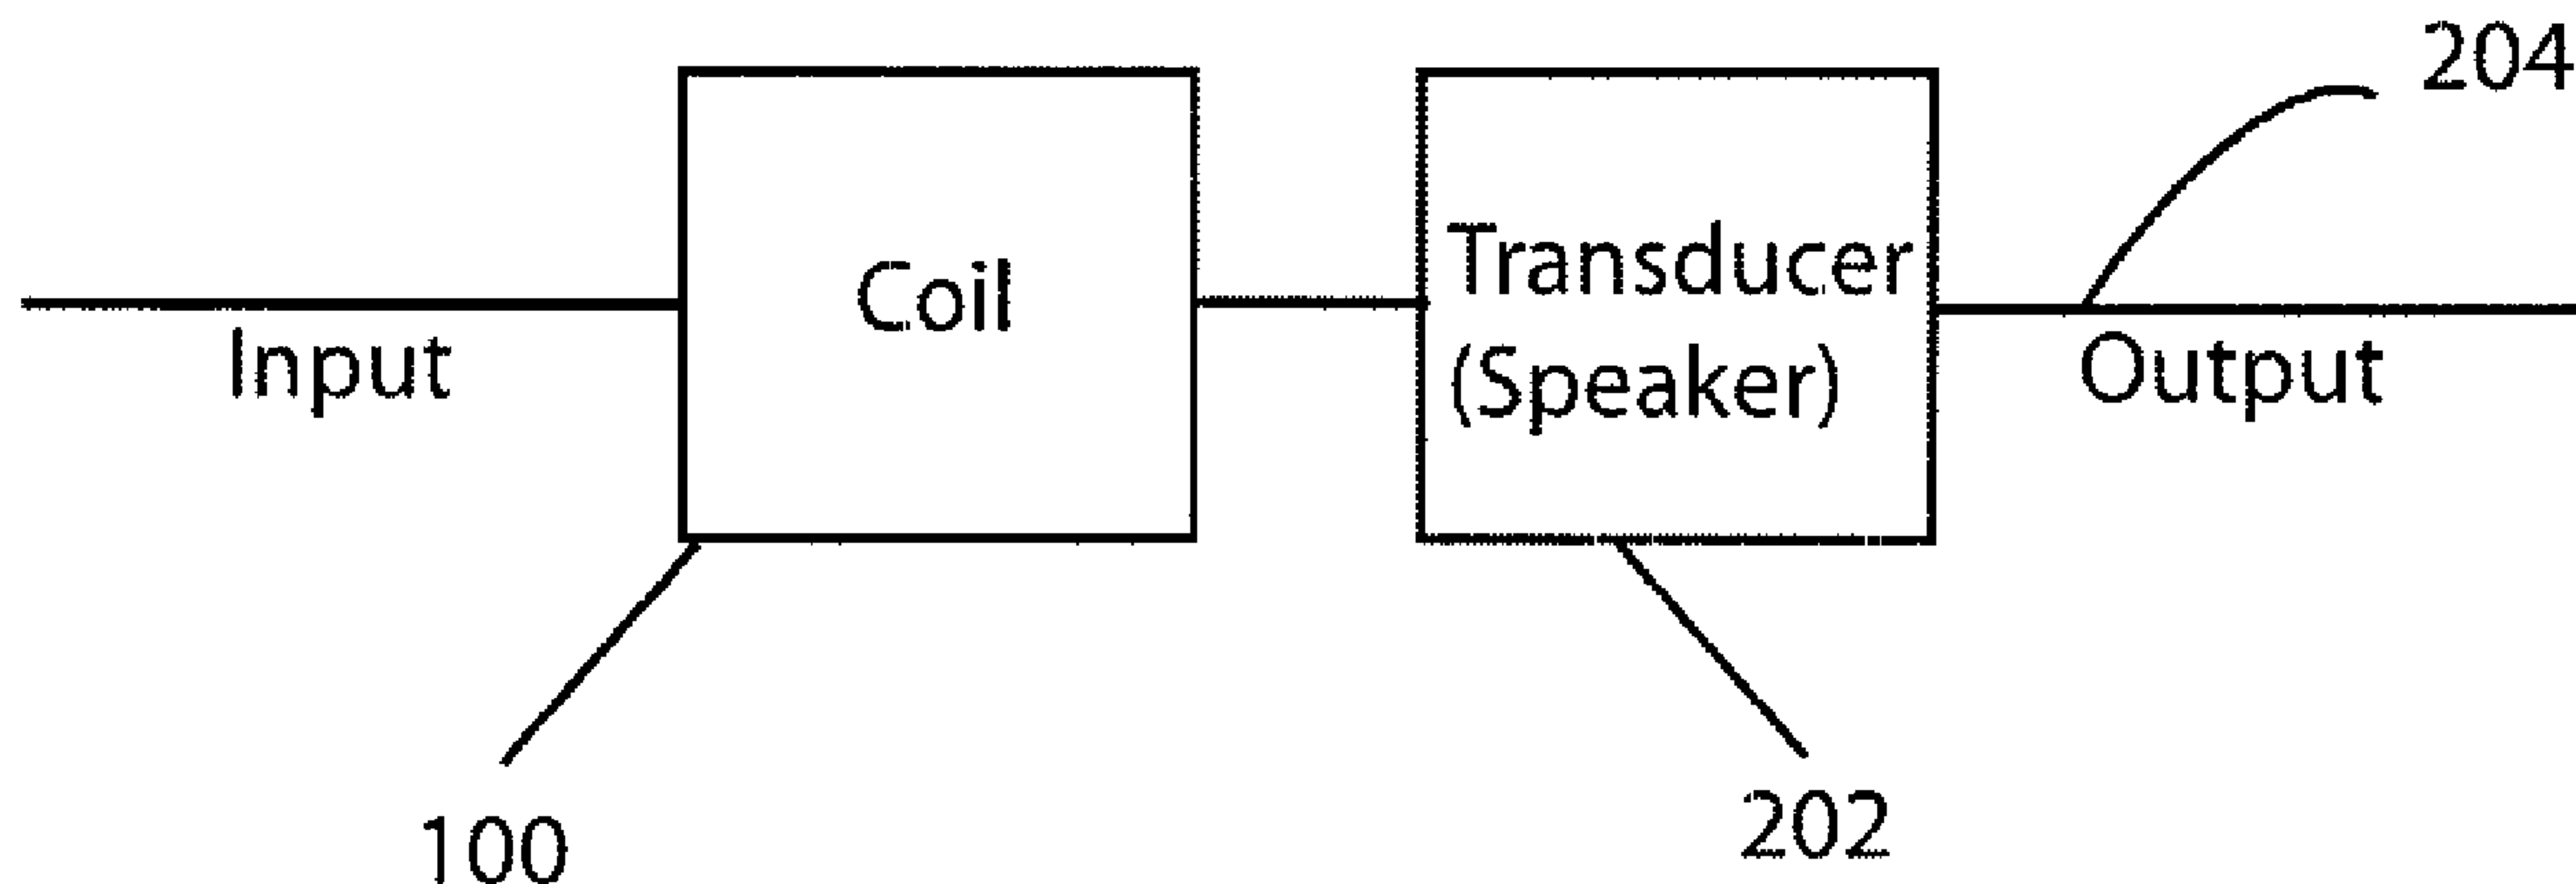 204
Coil
Transducer
(Speaker)
Input
Output
100
202